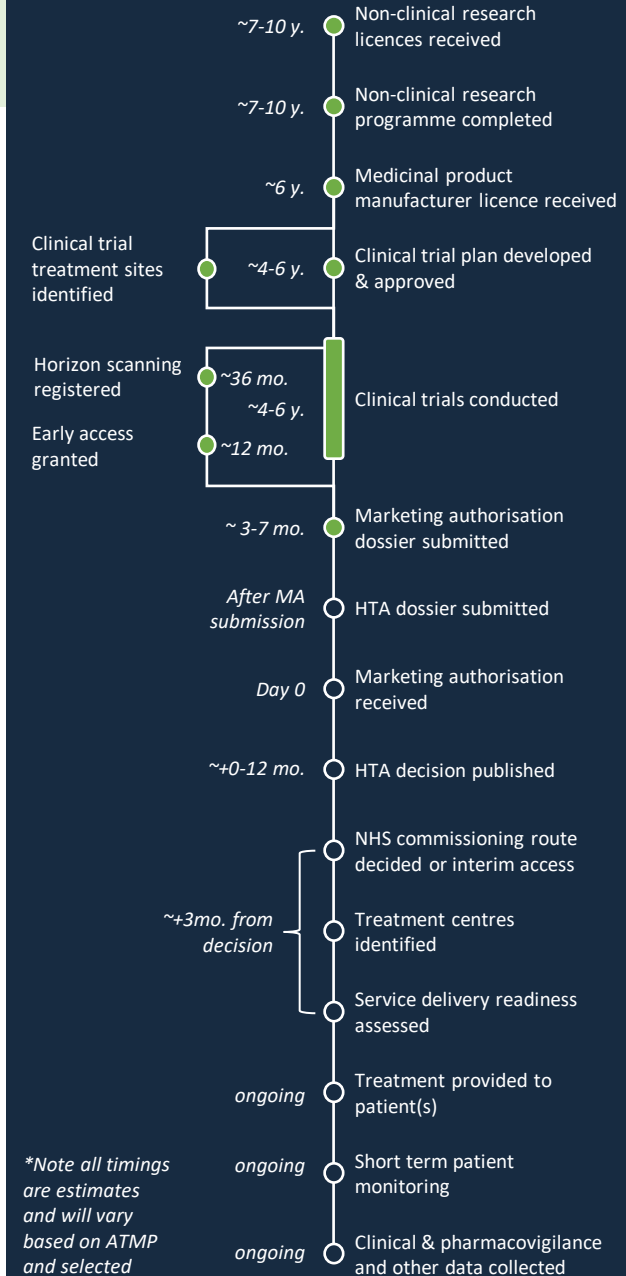 ~7-10 y.
Non-clinical research
licences received
~7-10 y.
Non-clinical research
programme completed
~6 y.
Medicinal product
manufacturer licence received
Clinical trial
treatment sites
identified
~4-6 y.
Clinical trial plan developed
& approved
Horizon scanning
registered
~36 mo.
~4-6 y.
Clinical trials conducted
Early access
granted
~12 mo.
~ 3-7 mo.
Marketing authorisation
dossier submitted
After MA
submission
HTA dossier submitted
Day 0
Marketing authorisation
received
~+0-12 mo.
HTA decision published
NHS commissioning route
decided or interim access
~+3mo. from
decision
Treatment centres
identified
Service delivery readiness
assessed
ongoing
Treatment provided to
patient(s)
ongoing
Short term patient
monitoring
ongoing
Clinical & pharmacovigilance
and other data collected
*Note all timings
are estimates
and will vary
based on ATMP
and selected